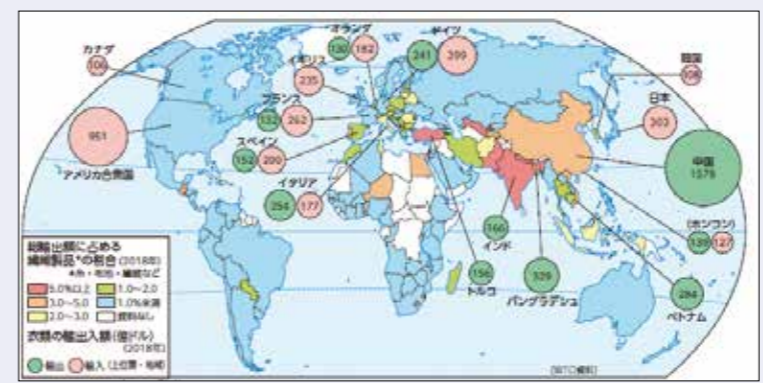 カナダ
106
アメリカ合衆国
951
オランダ
130 182
イギリス
235
ドイツ
241 399
フランス
132 262
スペイン
152 200
イタリア
254 177
韓国
108
日本
303
中国
1578
(ホンコン)
139 127
インド
166
トルコ
156
バングラデシュ
309
ベトナム
284
総輸出額に占める
繊維製品*の割合(2018年)
*糸・布地・繊維など
5.0%以上 1.0～2.0
3.0～5.0 1.0%未満
2.0～3.0 資料なし
衣類の輸出入額(億ドル)
(2018年)
輸出 輸入(上位国・地域)
[WTO資料]